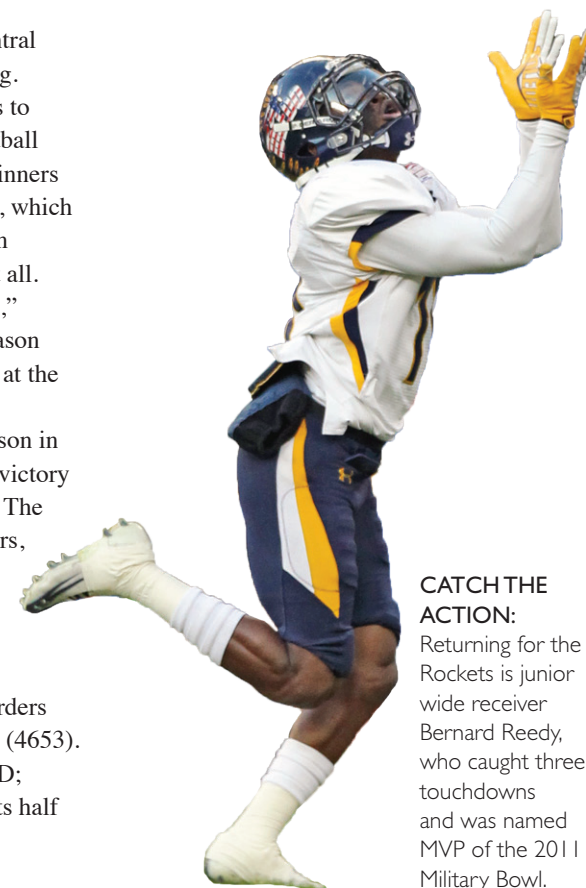 ntral
g.
s to
ball
inners
, which
n
all.
,”
ason
at the
son in
victory
The
rs,
rders
(4653).
D;
ts half
CATCH THE
ACTION:
Returning for the
Rockets is junior
wide receiver
Bernard Reedy,
who caught three
touchdowns
and was named
MVP of the 2011
Military Bowl.